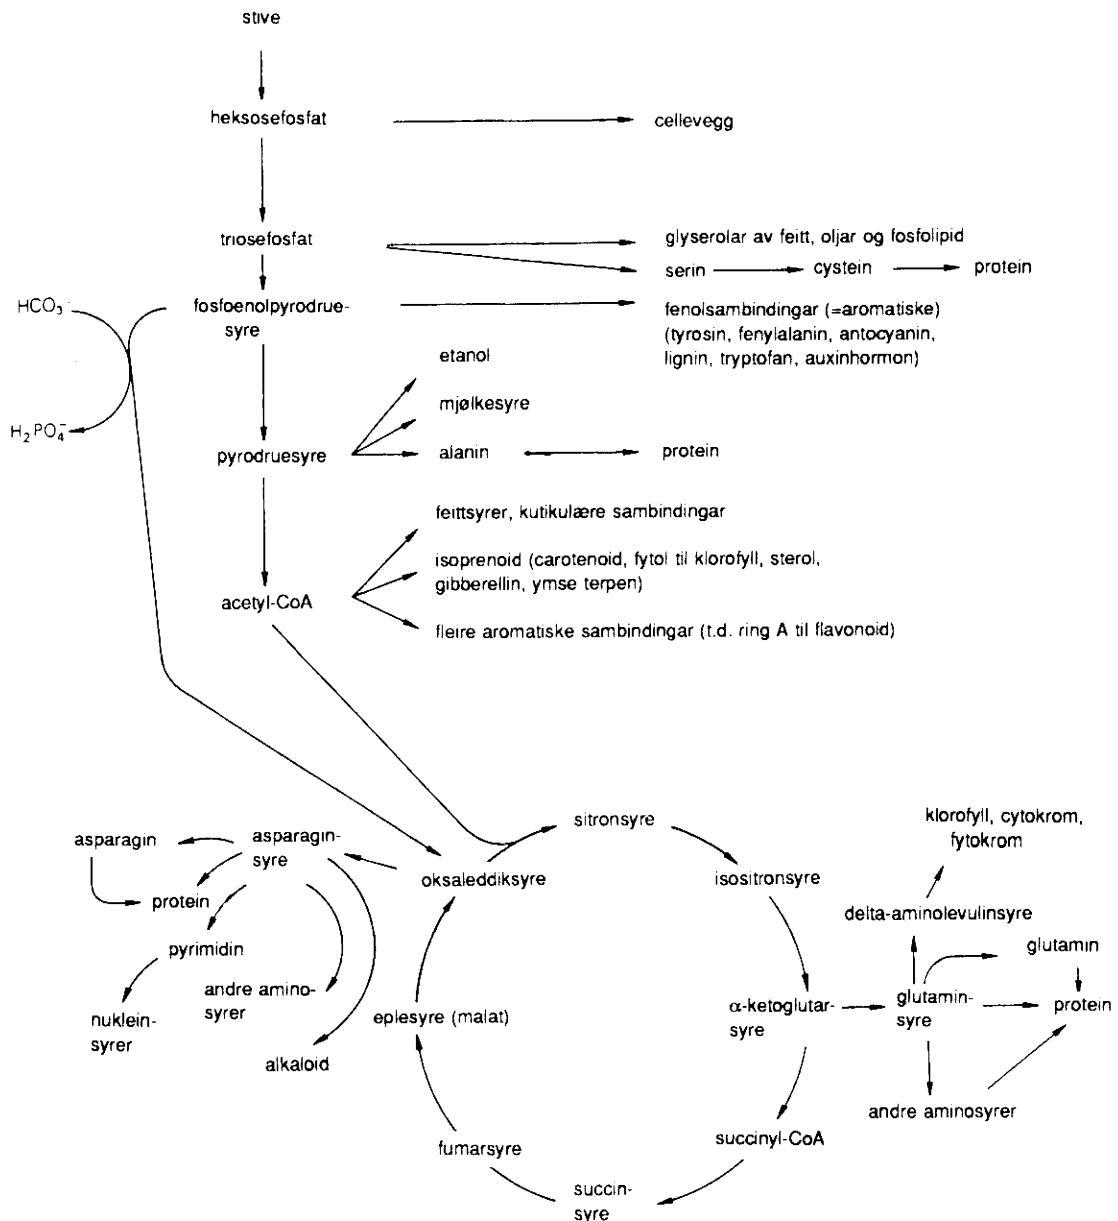 stive
heksosefosfat
cellevegg
triosefosfat
glyserolar av feitt, oljar og fosfolipid
serin
cystein
protein
HCO₃⁻
fosfoenolpyrodrue-
syre
fenolsambindingar (=aromatiske)
(tyrosin, fenylalanin, antocyanin,
lignin, tryptofan, auxinhormon)
etanol
mjølkesyre
H₂PO₄⁻
pyrodruesyre
alanin
protein
feittsyrer, kutikulære sambindingar
isoprenoid (carotenoid, fytol til klorofyll, sterol,
gibberellin, ymse terpen)
acetyl-CoA
fleire aromatiske sambindingar (t.d. ring A til flavonoid)
sitronsyre
klorofyll, cytokrom,
fytokrom
asparagin
asparagin-
syre
oksaleddiksyre
isositronsyre
protein
delta-aminolevulinsyre
pyrimidin
glutamin
andre amino-
syrer
nuklein-
syrer
eplesyre (malat)
α-ketoglutar-
syre
glutamin-
syre
protein
alkaloid
andre aminosyrer
fumarsyre
succinyl-CoA
succin-
syre